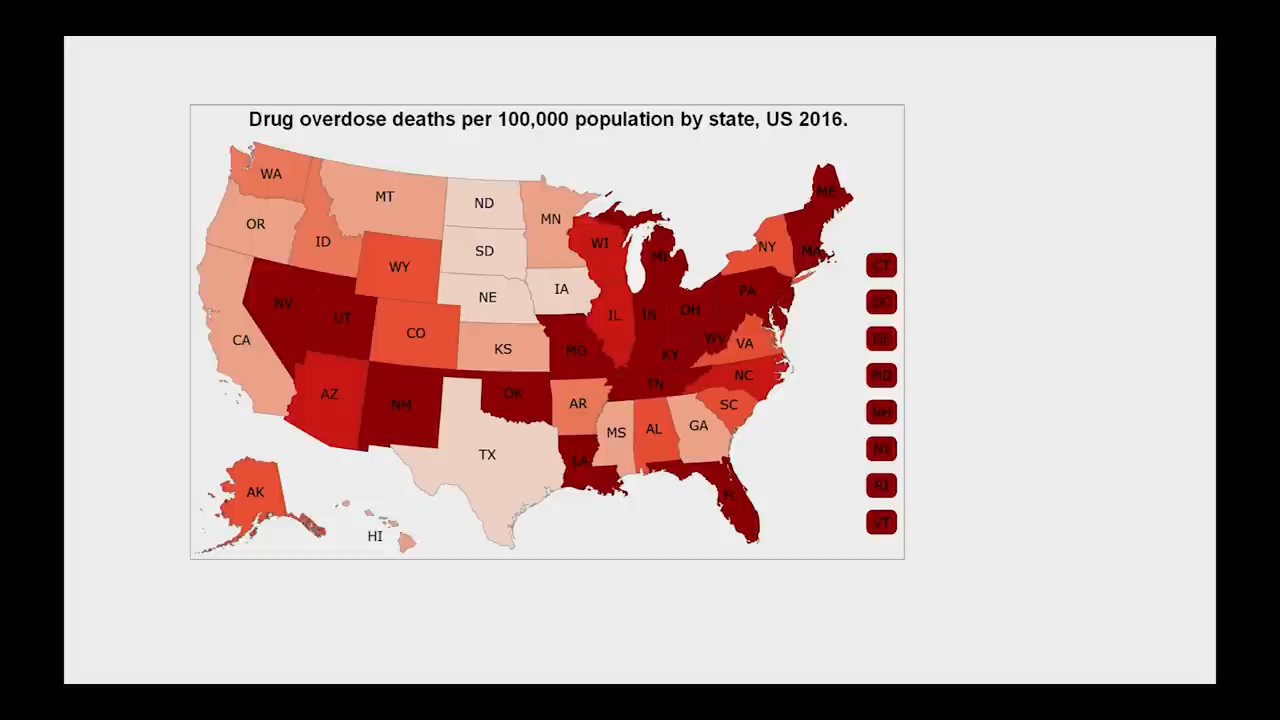 Drug overdose deaths per 100,000 population by state, US 2016.
WA
MT
ND
MN
ME
OR
ID
SD
WI
MI
NY
MA
WY
NE
IA
PA
CT
NV
UT
CO
IL
IN
OH
DC
CA
KS
MO
KY
WV
VA
DE
AZ
NM
OK
AR
TN
NC
MD
SC
MS
AL
GA
NH
TX
LA
FL
NJ
AK
RI
HI
VT